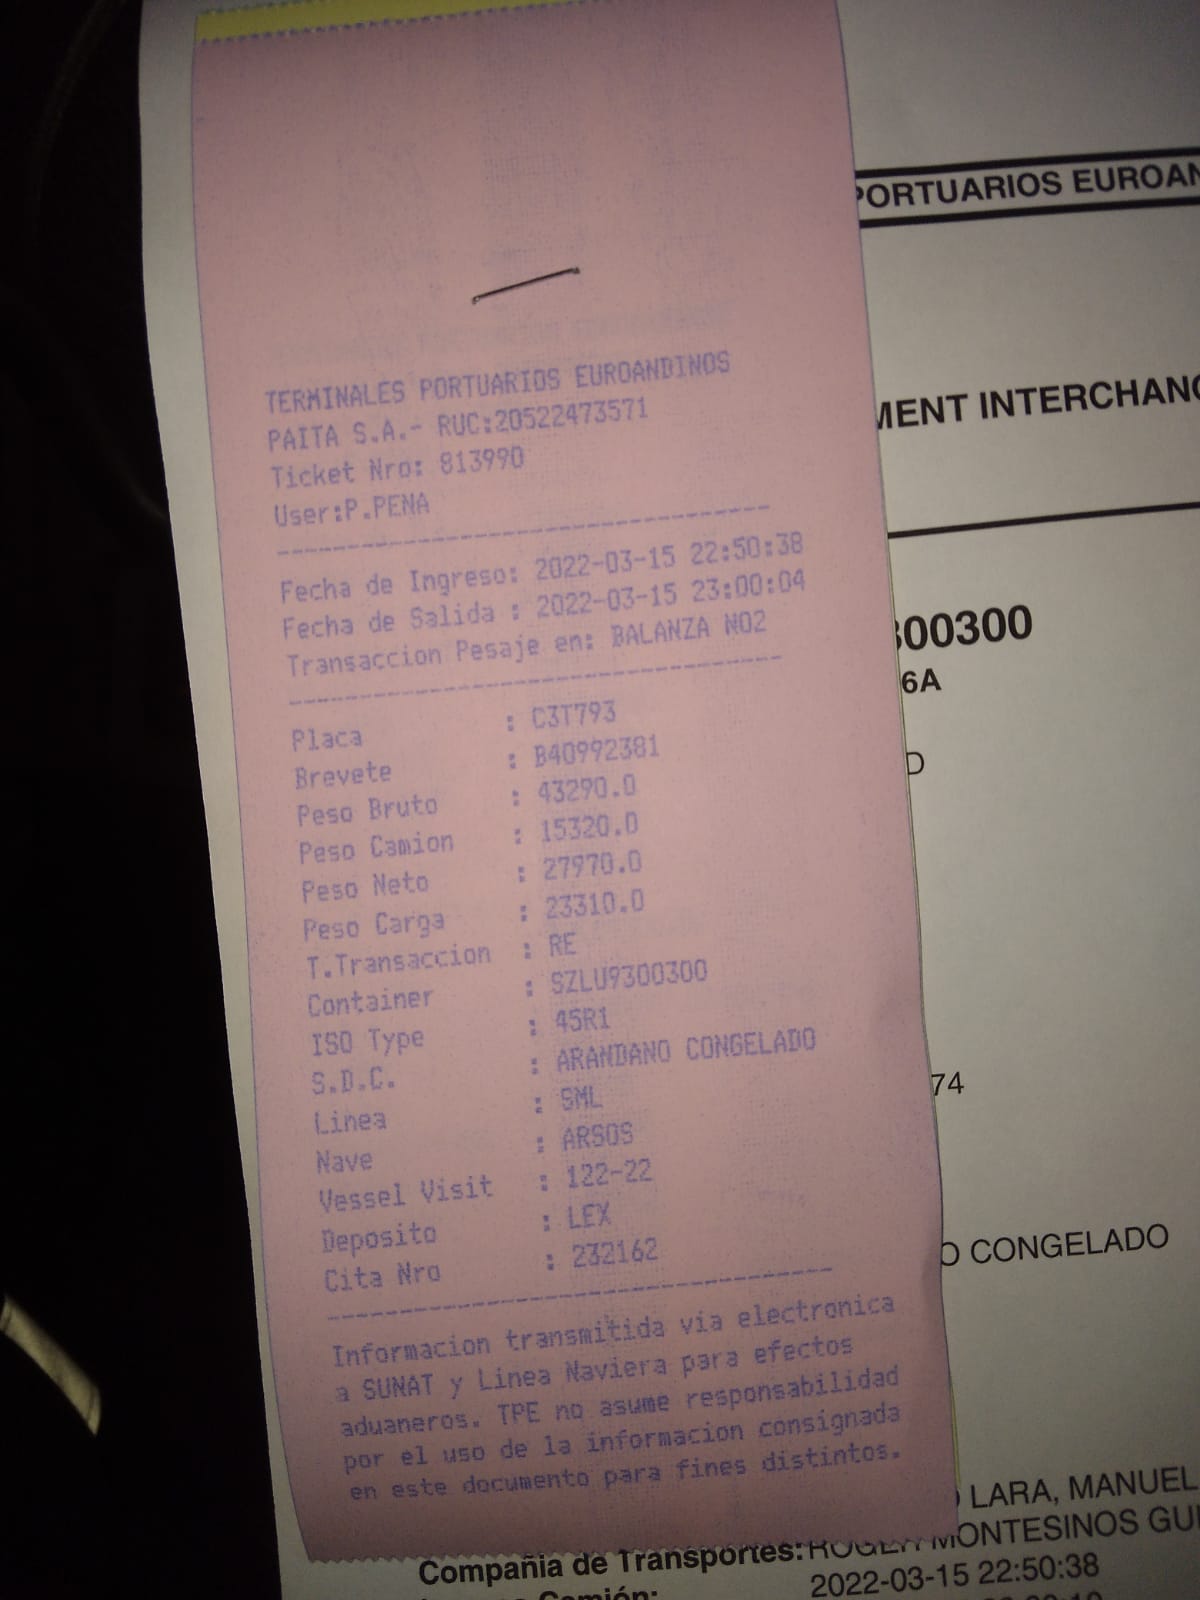 TERMINALES PORTUARIOS EUROANDINOS
PAITA S.A.- RUC:20522473571
Ticket Nro: 813990
User:P.PENA
Fecha de Ingreso: 2022-03-15 22:50:38
Fecha de Salida : 2022-03-15 23:00:04
Transaccion Pesaje en: BALANZA NO2
Placa : C3T793
Brevete : B40992381
Peso Bruto : 43290.0
Peso Camion : 15320.0
Peso Neto : 27970.0
Peso Carga : 23310.0
T.Transaccion : RE
Container : SZLU9300300
ISO Type : 45R1
S.D.C. : ARANDANO CONGELADO
Linea : SML
Nave : ARSOS
Vessel Visit : 122-22
Deposito : LEX
Cita Nro : 232162
Informacion transmitida via electronica
a SUNAT y Linea Naviera para efectos
aduaneros. TPE no asume responsabilidad
por el uso de la informacion consignada
en este documento para fines distintos.
PORTUARIOS EUROAN
MENT INTERCHANG
300300
6A
D
74
O CONGELADO
LARA, MANUEL
Compañia de Transportes: ROGER MONTESINOS GU
Camión: 2022-03-15 22:50:38